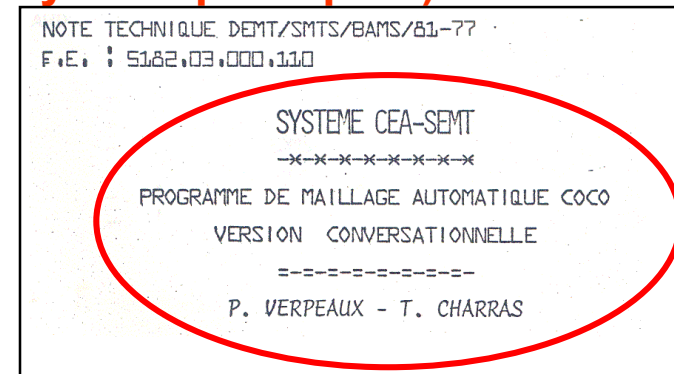 NOTE TECHNIQUE DEMT/SMTS/BAMS/81-77
F.E. : 5182.03.000.110
SYSTEME CEA-SEMT
-x-x-x-x-x-x-x-x
PROGRAMME DE MAILLAGE AUTOMATIQUE COCO
VERSION CONVERSATIONNELLE
=-=-=-=-=-=-=-=-
P. VERPEAUX - T. CHARRAS